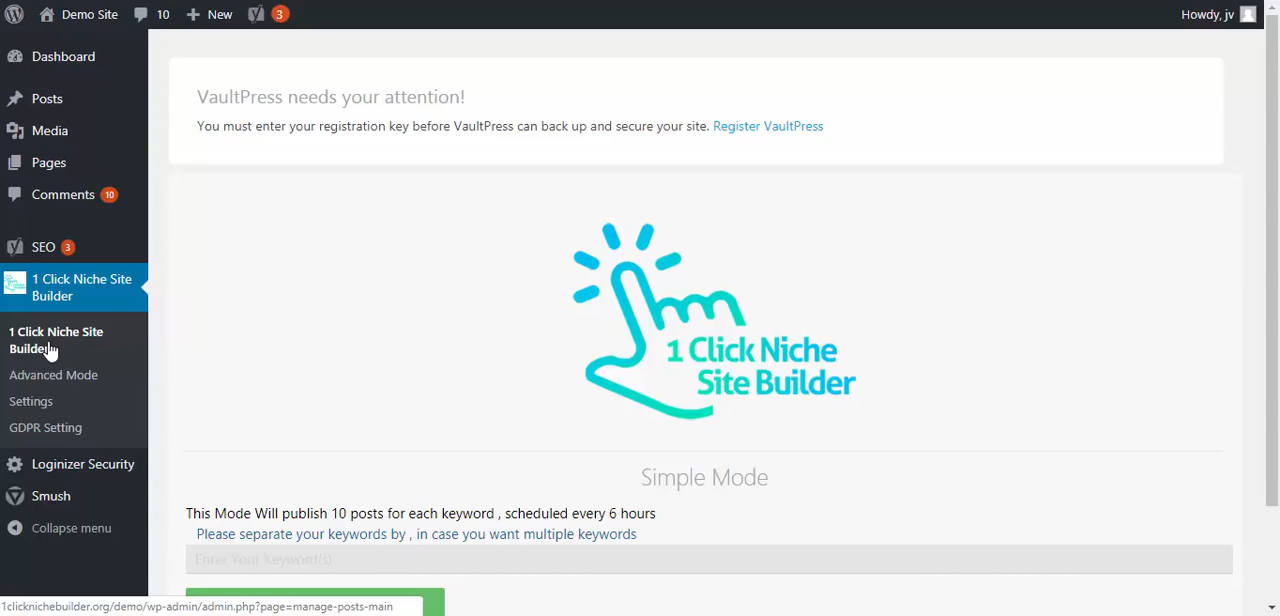 Demo Site 10 New 3 Howdy, jv
Dashboard
Posts
Media
Pages
Comments 10
SEO 3
1 Click Niche Site
Builder
1 Click Niche Site
Builder
Advanced Mode
Settings
GDPR Setting
Loginizer Security
Smush
Collapse menu
VaultPress needs your attention!
You must enter your registration key before VaultPress can back up and secure your site. Register VaultPress
1 Click Niche
Site Builder
Simple Mode
This Mode Will publish 10 posts for each keyword , scheduled every 6 hours
Please separate your keywords by , in case you want multiple keywords
Enter Your Keyword(s)
1clicknichebuilder.org/demo/wp-admin/admin.php?page=manage-posts-main